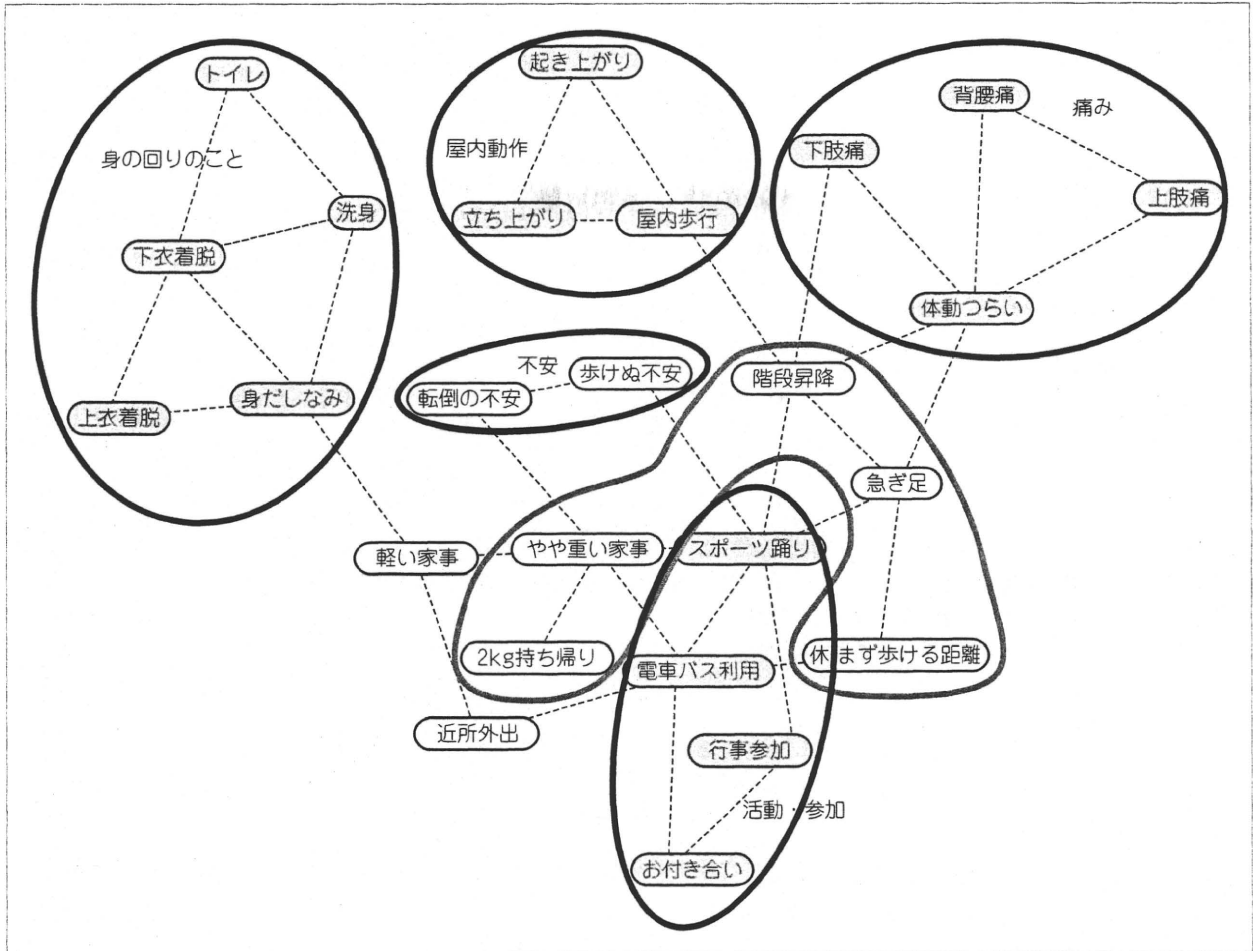 トイレ
身の回りのこと
洗身
下衣着脱
上衣着脱
身だしなみ
起き上がり
屋内動作
立ち上がり
屋内歩行
背腰痛
痛み
下肢痛
上肢痛
体動つらい
不安
歩けぬ不安
転倒の不安
階段昇降
急ぎ足
軽い家事
やや重い家事
スポーツ踊り
2kg持ち帰り
電車バス利用
休まず歩ける距離
近所外出
行事参加
活動・参加
お付き合い